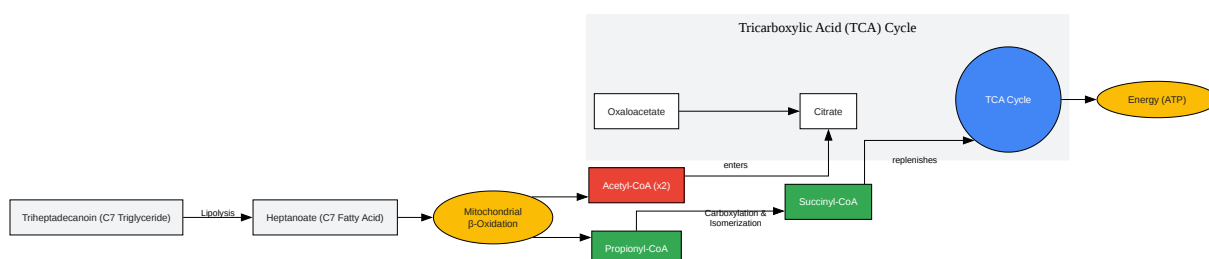 Tricarboxylic Acid (TCA) Cycle
Oxaloacetate
Citrate
TCA Cycle
Energy (ATP)
enters
replenishes
Acetyl-CoA (x2)
Succinyl-CoA
Triheptadecanoin (C7 Triglyceride)
Lipolysis
Heptanoate (C7 Fatty Acid)
Mitochondrial
β-Oxidation
Carboxylation &
Isomerization
Propionyl-CoA